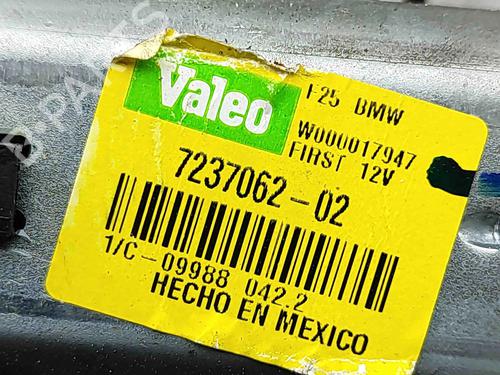 Valeo
F25 BMW
W000017947
FIRST 12V
7237062-02
1/C-09988 042.2
HECHO EN MEXICO